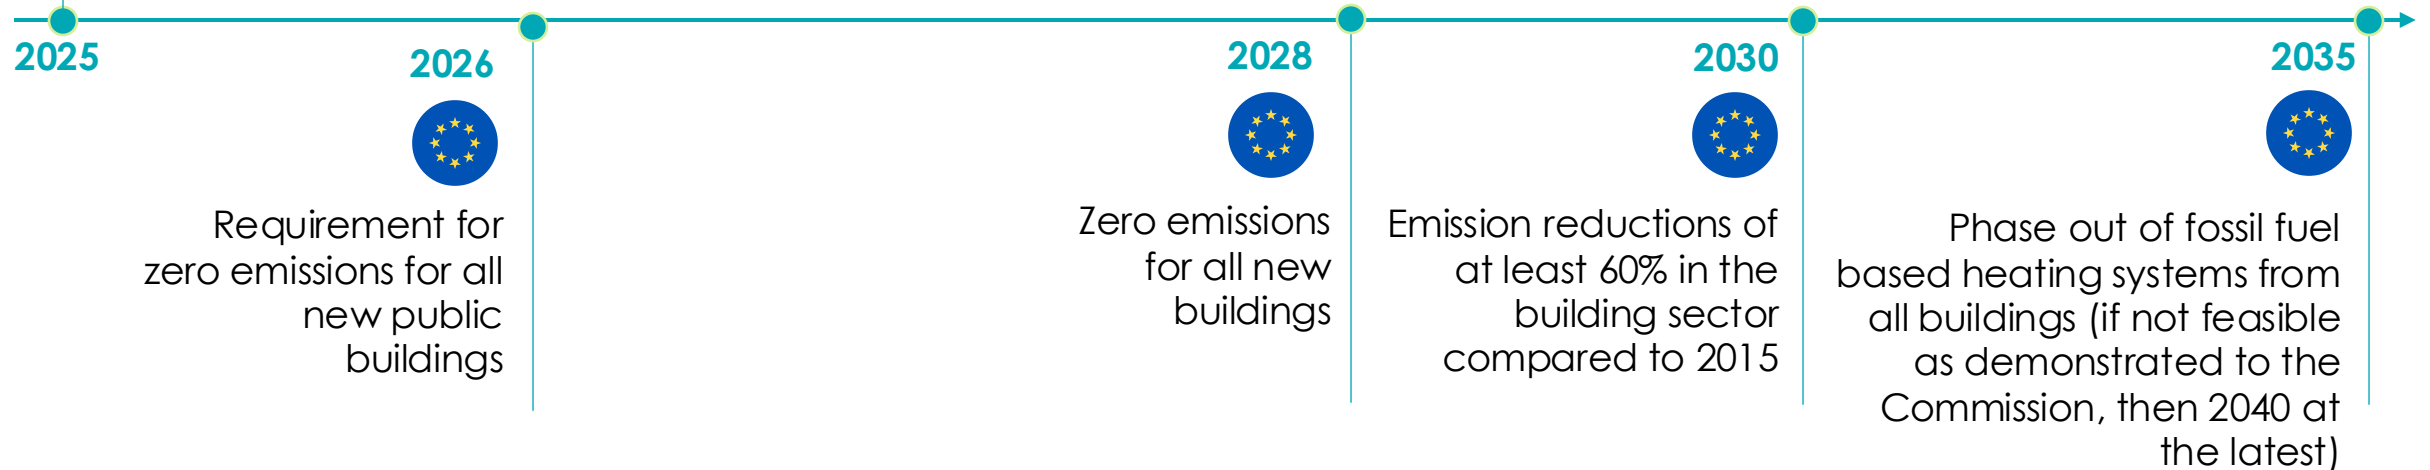 2025
2026
Requirement for
zero emissions for all
new public
buildings
2028
Zero emissions
for all new
buildings
2030
Emission reductions of
at least 60% in the
building sector
compared to 2015
2035
Phase out of fossil fuel
based heating systems from
all buildings (if not feasible
as demonstrated to the
Commission, then 2040 at
the latest)